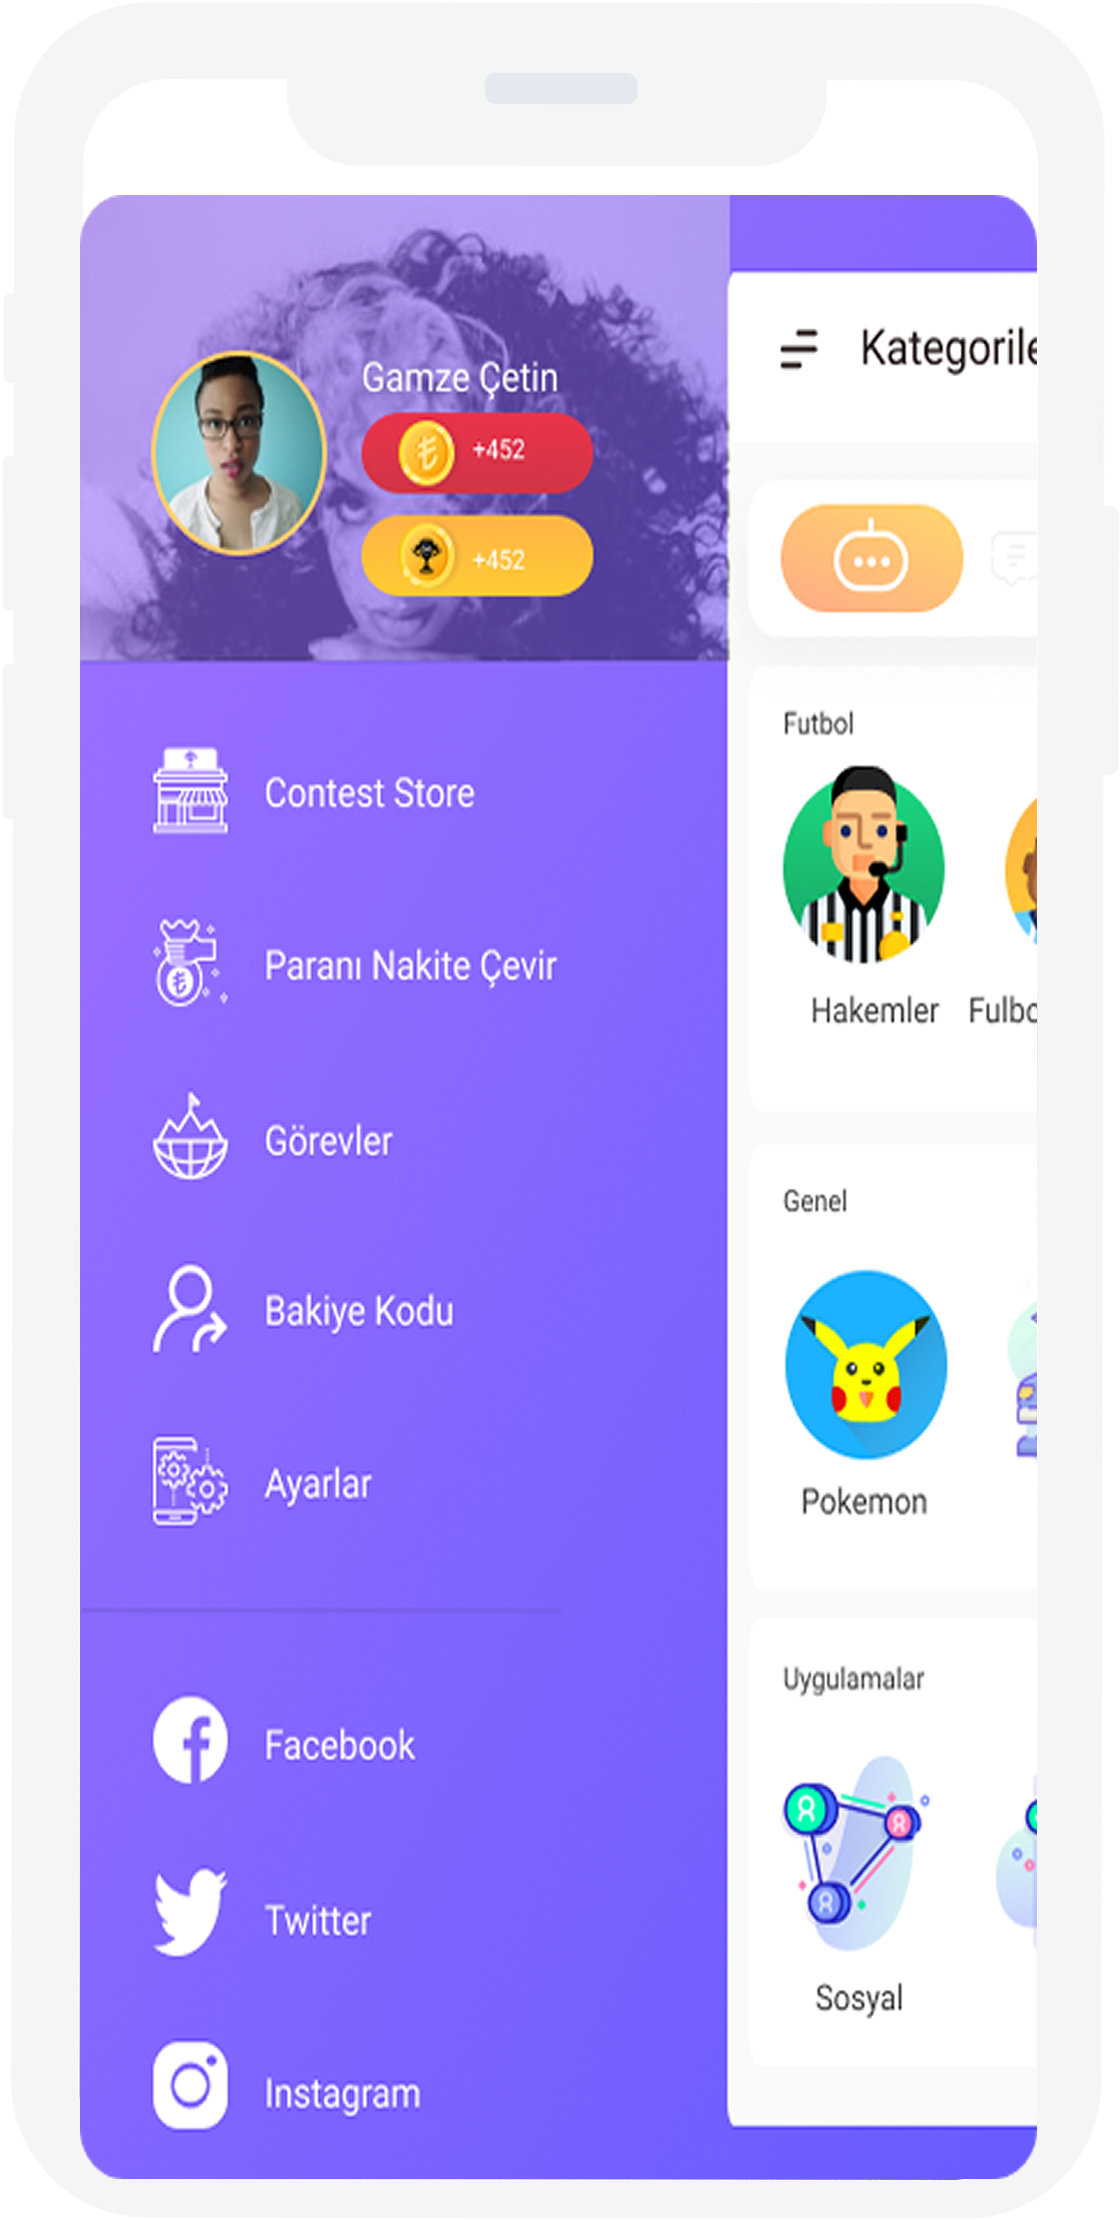 Gamze Çetin
+452
+452
Contest Store
Paranı Nakite Çevir
Görevler
Bakiye Kodu
Ayarlar
Facebook
Twitter
Instagram
Kategorile
Futbol
Hakemler Fulbo
Genel
Pokemon
Uygulamalar
Sosyal